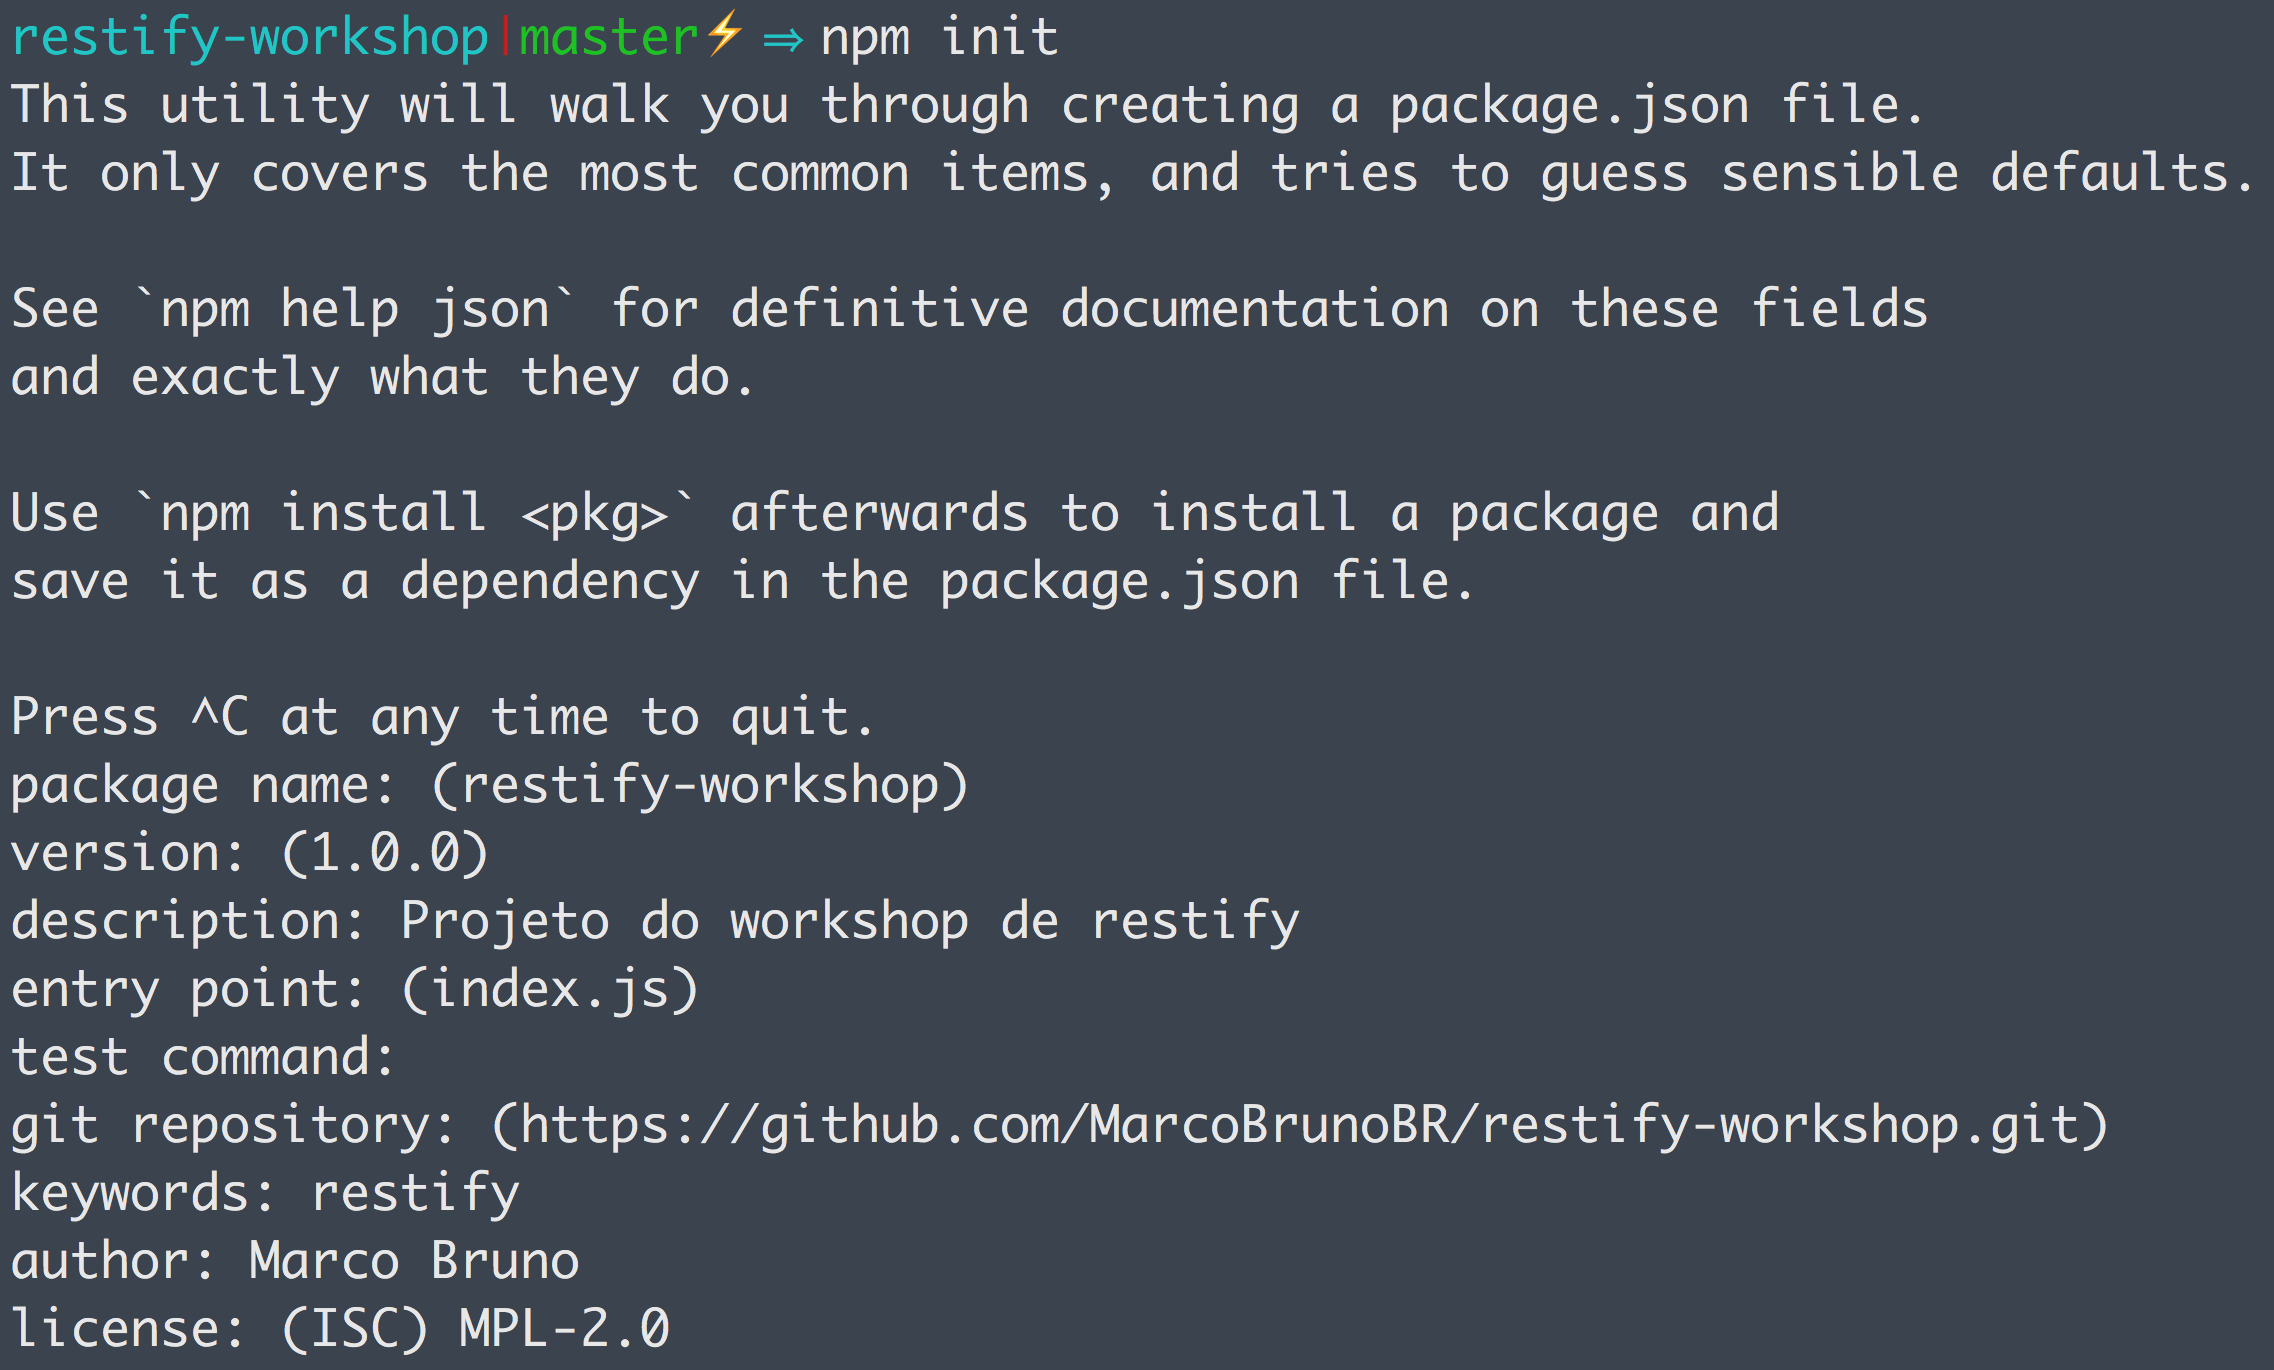 restify-workshop|master⚡ ⇒ npm init
This utility will walk you through creating a package.json file.
It only covers the most common items, and tries to guess sensible defaults.
See `npm help json` for definitive documentation on these fields
and exactly what they do.
Use `npm install <pkg>` afterwards to install a package and
save it as a dependency in the package.json file.
Press ^C at any time to quit.
package name: (restify-workshop)
version: (1.0.0)
description: Projeto do workshop de restify
entry point: (index.js)
test command:
git repository: (https://github.com/MarcoBrunoBR/restify-workshop.git)
keywords: restify
author: Marco Bruno
license: (ISC) MPL-2.0